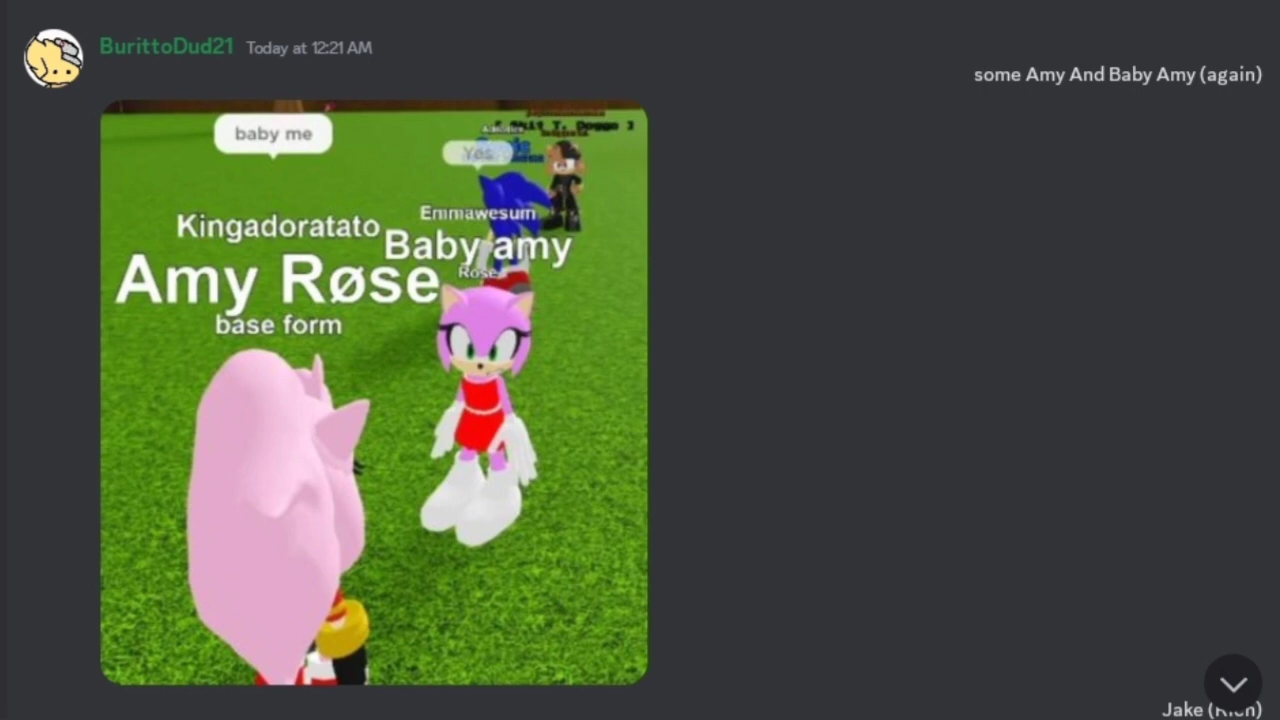 BurittoDud21 Today at 12:21 AM
some Amy And Baby Amy (again)
baby me
Yes
Kingadoratato
Emmawesum
Baby amy
Amy Røse
Rose
base form
Jake (Rich)